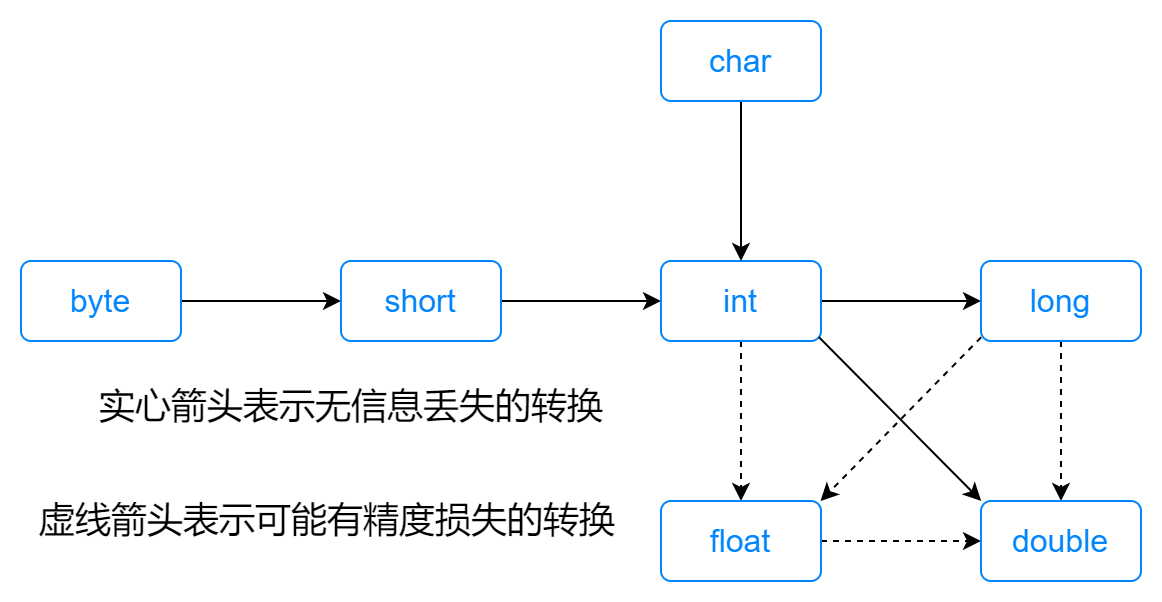 char
byte
short
int
long
实心箭头表示无信息丢失的转换
虚线箭头表示可能有精度损失的转换
float
double